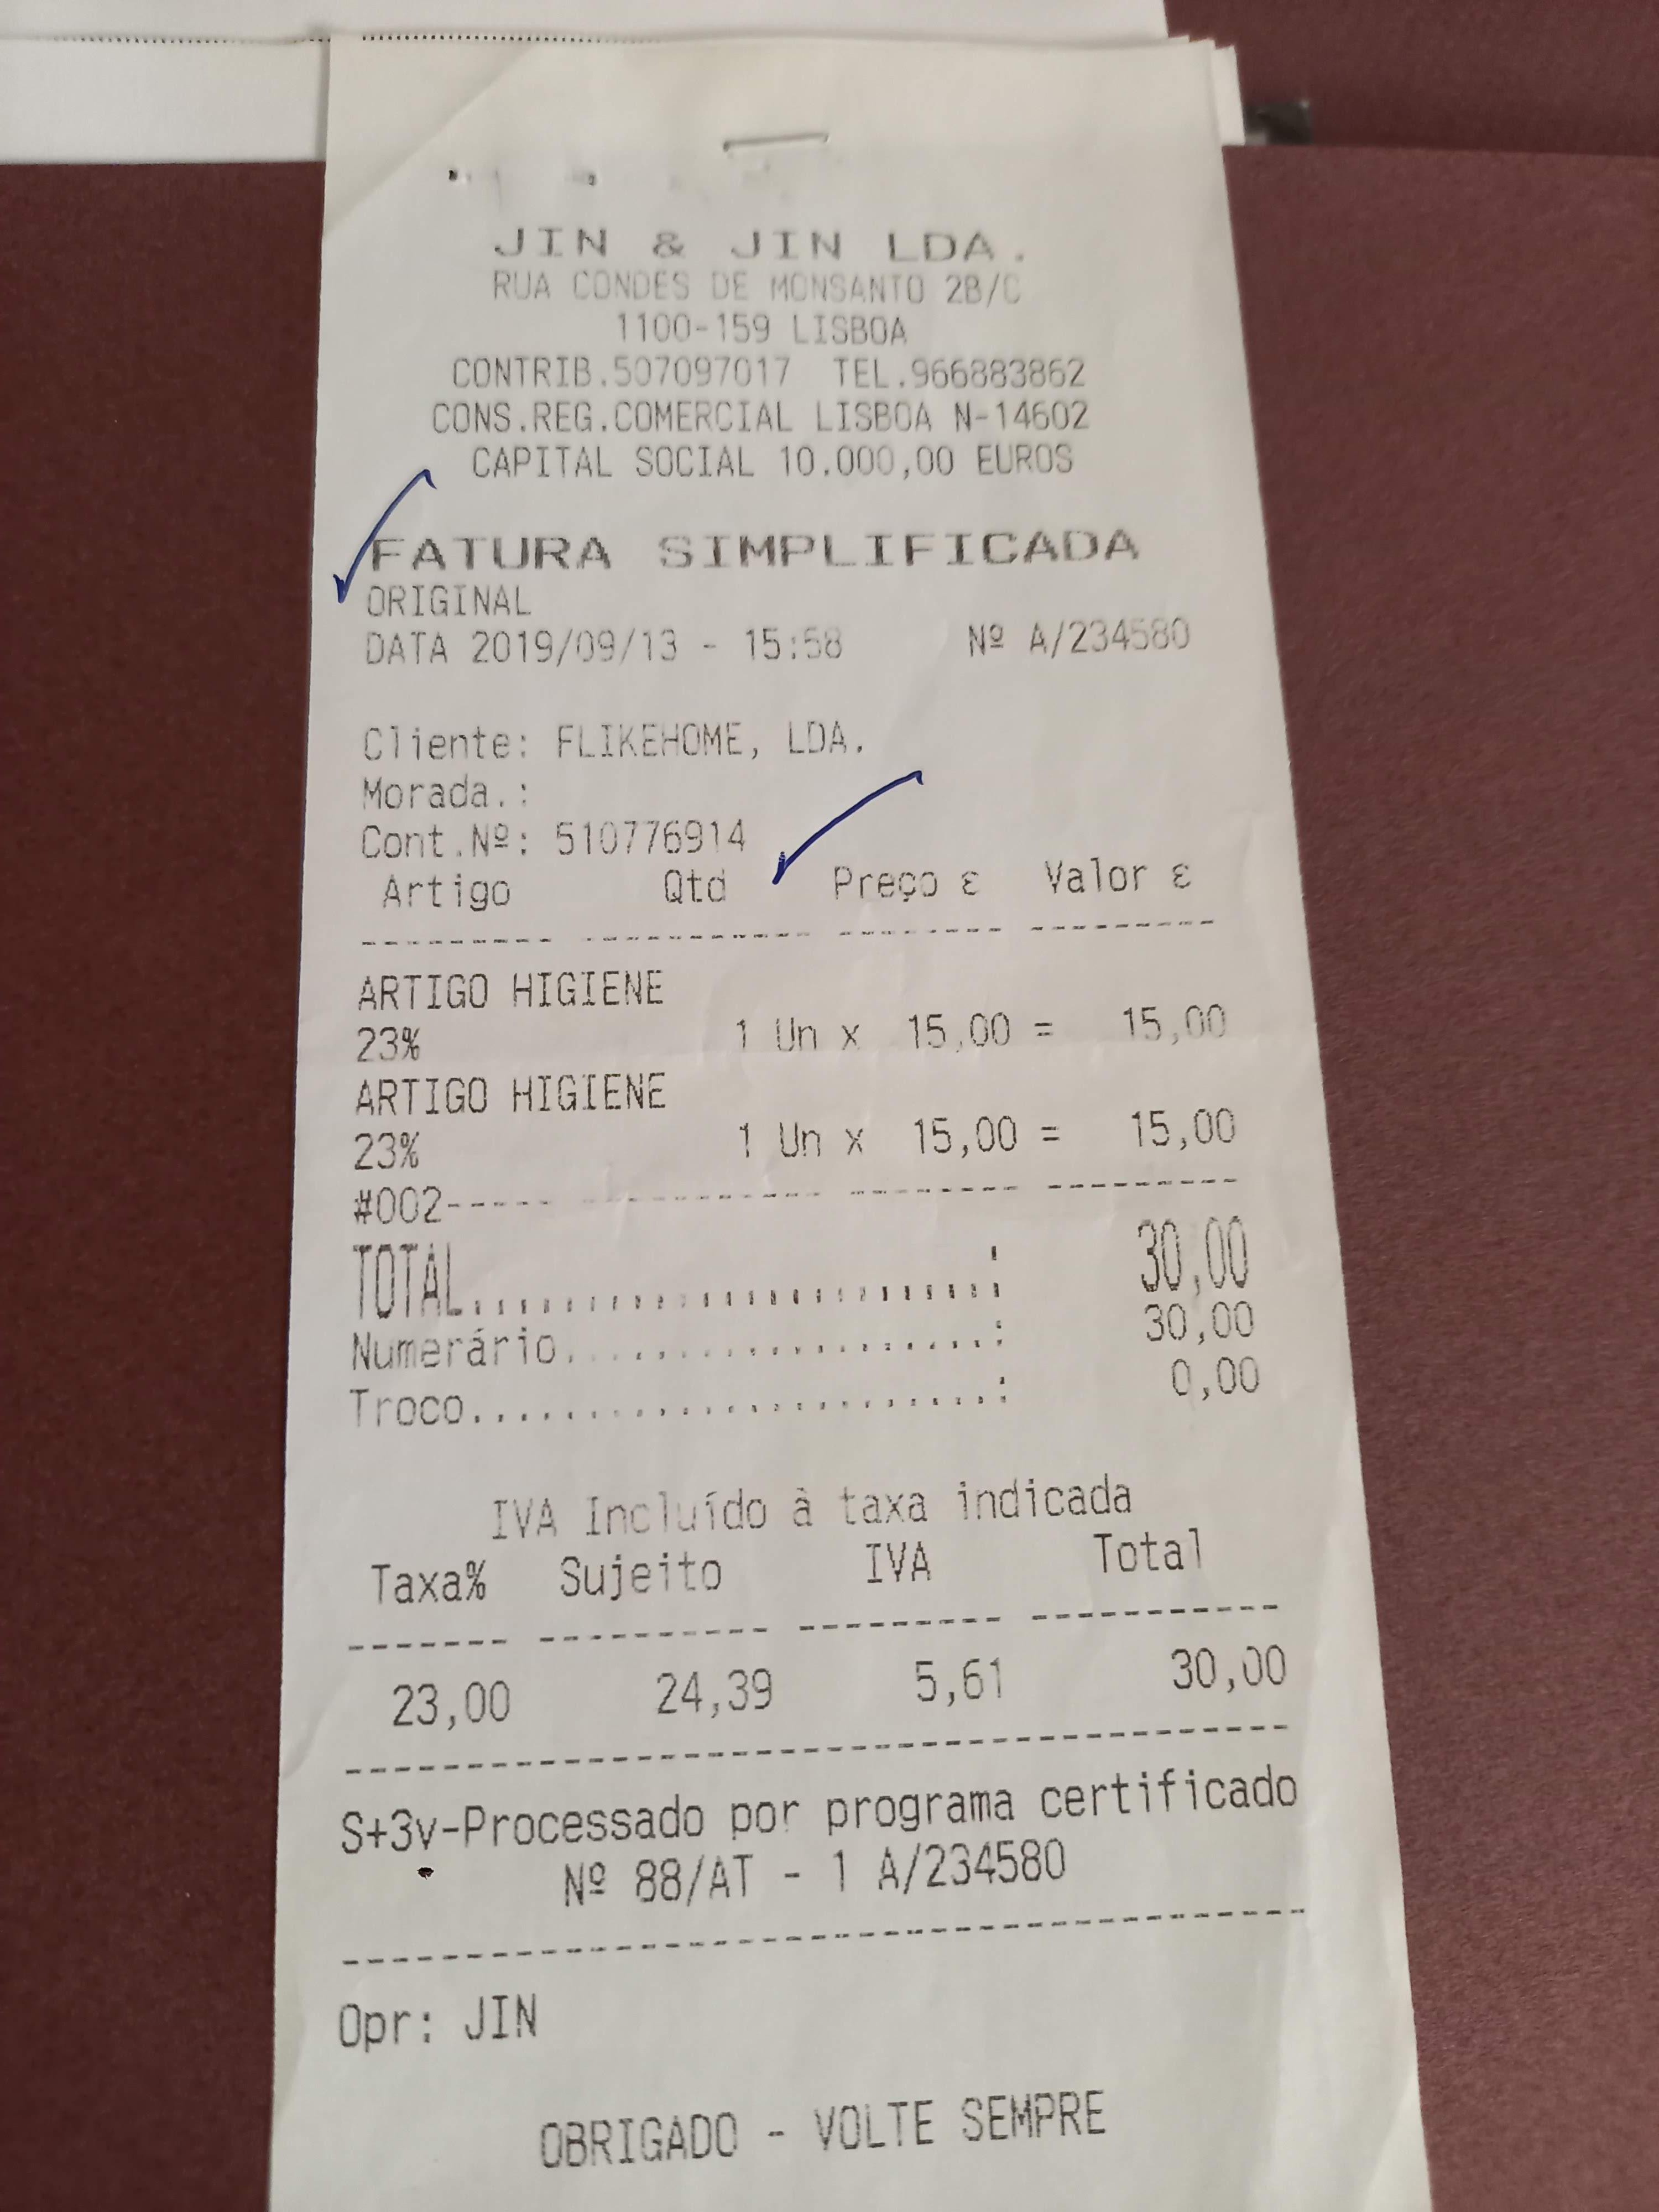 JIN & JIN LDA.
RUA CONDES DE MONSANTO 2B/C
1100-159 LISBOA
CONTRIB.507097017 TEL.966883862
CONS.REG.COMERCIAL LISBOA N-14602
CAPITAL SOCIAL 10.000,00 EUROS
FATURA SIMPLIFICADA
ORIGINAL
DATA 2019/09/13 - 15:58 Nº A/234580
Cliente: FLIKEHOME, LDA.
Morada.:
Cont.Nº: 510776914
Artigo Qtd Preço ε Valor ε
ARTIGO HIGIENE
23% 1 Un x 15,00 = 15,00
ARTIGO HIGIENE
23% 1 Un x 15,00 = 15,00
#002-----
TOTAL.......................: 30,00
Numerário...................: 30,00
Troco.......................: 0,00
IVA Incluído à taxa indicada
Taxa% Sujeito IVA Total
23,00 24,39 5,61 30,00
S+3v-Processado por programa certificado
Nº 88/AT - 1 A/234580
Opr: JIN
OBRIGADO - VOLTE SEMPRE